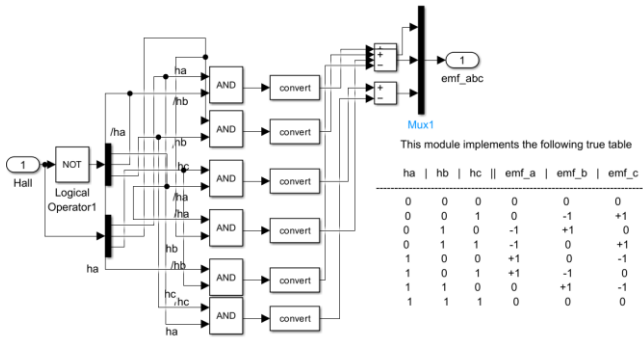 ha
AND
convert
/hb
/ha
AND
convert
/hb
1
Hall
NOT
Logical
Operator1
hc
AND
convert
/ha
/ha
AND
convert
hb
ha
/hb
AND
convert
hc
hc
AND
convert
ha
+
−
+
−
+
−
1
emf_abc
Mux1
This module implements the following true table
ha | hb | hc || emf_a | emf_b | emf_c
0 0 0 0 0 0
0 0 1 0 -1 +1
0 1 0 -1 +1 0
0 1 1 -1 0 +1
1 0 0 +1 0 -1
1 0 1 +1 -1 0
1 1 0 0 +1 -1
1 1 1 0 0 0